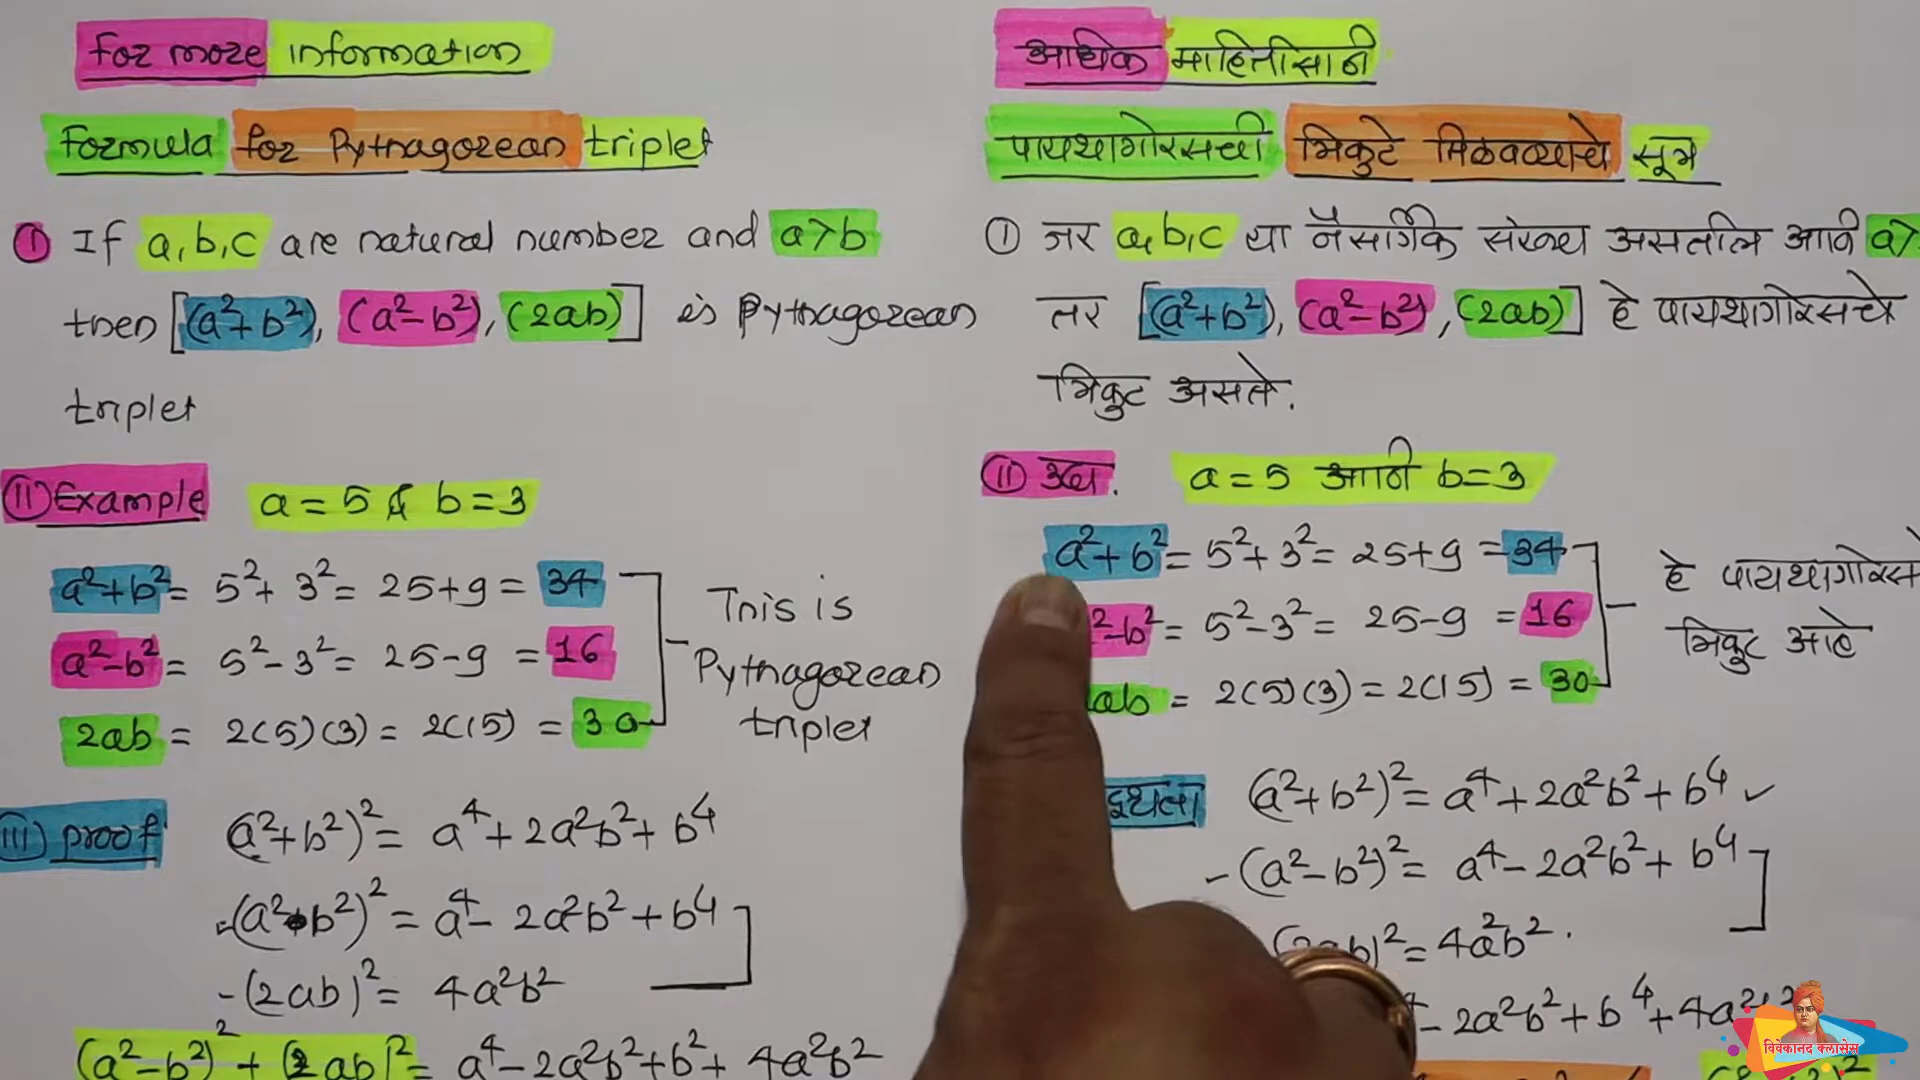 For more information
Formula for Pythagorean triplet
① If a, b, c are natural number and a>b
then [(a²+b²), (a²-b²), (2ab)] is Pythagorean
triplet
(II) Example a = 5 & b = 3
a²+b² = 5²+ 3² = 25+9 = 34
a²-b² = 5²-3² = 25-9 = 16
2ab = 2(5)(3) = 2(15) = 30
This is
Pythagorean
triplet
(III) proof (a²+b²)² = a⁴+2a²b²+b⁴
-(a²-b²)² = a⁴- 2a²b²+b⁴
-(2ab)² = 4a²b²
(a²-b²)²+(2ab)² = a⁴-2a²b²+b²+ 4a²b²
अधिक माहितीसाठी
पायथागोरसची त्रिकुटे मिळवण्याचे सूत्र
① जर a, b, c या नैसर्गिक संख्या असतील आणि a>
तर [(a²+b²), (a²-b²), (2ab)] हे पायथागोरसचे
त्रिकुट असते.
(II) उदा. a = 5 आणी b=3
a²+b² = 5²+3² = 25+9 = 34
²-b² = 5²-3² = 25-9 = 16
ab = 2(5)(3) = 2(15) = 30
हे पायथागोरस
त्रिकुट आहे
(a²+b²)² = a⁴+2a²b²+b⁴ ✓
-(a²-b²)² = a⁴-2a²b²+b⁴
b)² = 4a²b².
- 2a²b²+b⁴+4a²b²
विवेकानंद क्लासेस